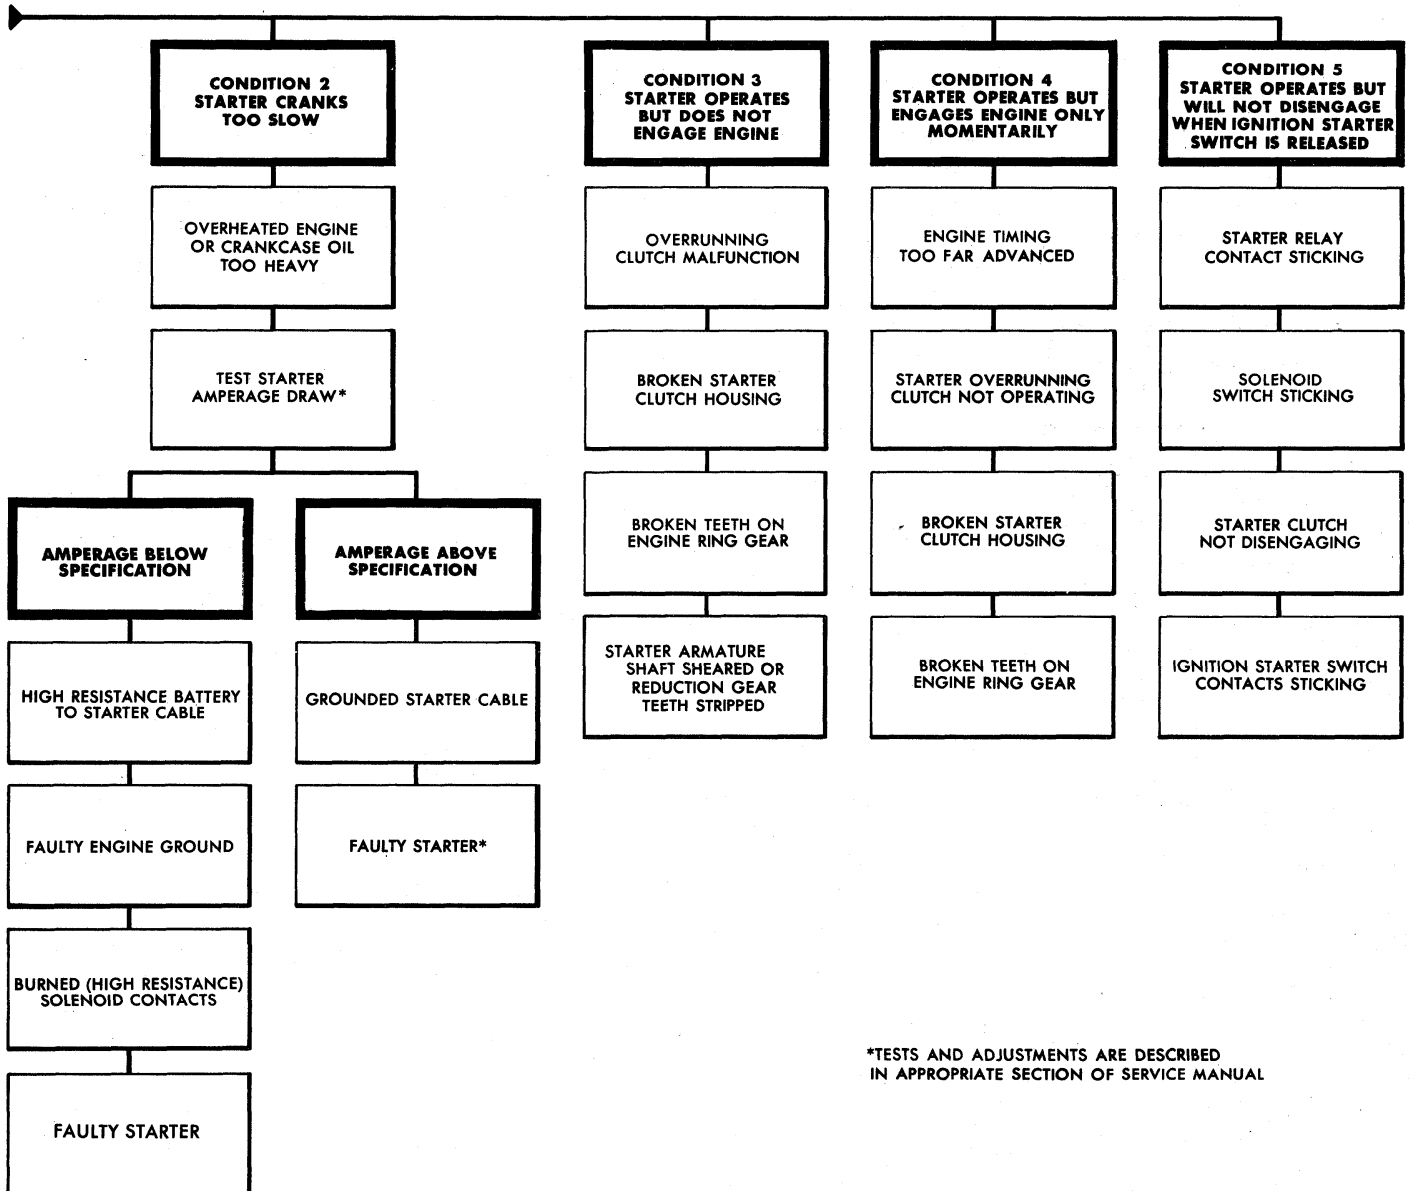 CONDITION 2
STARTER CRANKS
TOO SLOW
OVERHEATED ENGINE
OR CRANKCASE OIL
TOO HEAVY
TEST STARTER
AMPERAGE DRAW*
AMPERAGE BELOW
SPECIFICATION
HIGH RESISTANCE BATTERY
TO STARTER CABLE
FAULTY ENGINE GROUND
BURNED (HIGH RESISTANCE)
SOLENOID CONTACTS
FAULTY STARTER
AMPERAGE ABOVE
SPECIFICATION
GROUNDED STARTER CABLE
FAULTY STARTER*
CONDITION 3
STARTER OPERATES
BUT DOES NOT
ENGAGE ENGINE
OVERRUNNING
CLUTCH MALFUNCTION
BROKEN STARTER
CLUTCH HOUSING
BROKEN TEETH ON
ENGINE RING GEAR
STARTER ARMATURE
SHAFT SHEARED OR
REDUCTION GEAR
TEETH STRIPPED
CONDITION 4
STARTER OPERATES BUT
ENGAGES ENGINE ONLY
MOMENTARILY
ENGINE TIMING
TOO FAR ADVANCED
STARTER OVERRUNNING
CLUTCH NOT OPERATING
BROKEN STARTER
CLUTCH HOUSING
BROKEN TEETH ON
ENGINE RING GEAR
CONDITION 5
STARTER OPERATES BUT
WILL NOT DISENGAGE
WHEN IGNITION STARTER
SWITCH IS RELEASED
STARTER RELAY
CONTACT STICKING
SOLENOID
SWITCH STICKING
STARTER CLUTCH
NOT DISENGAGING
IGNITION STARTER SWITCH
CONTACTS STICKING
*TESTS AND ADJUSTMENTS ARE DESCRIBED
IN APPROPRIATE SECTION OF SERVICE MANUAL